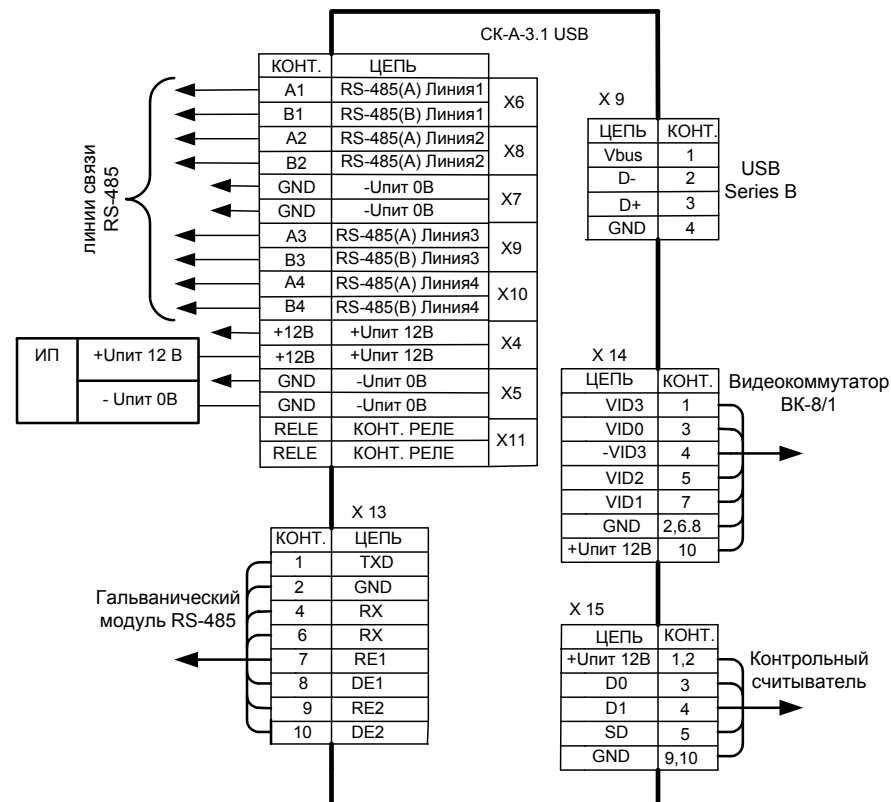 СК-А-3.1 USB
КОНТ. ЦЕПЬ
A1 RS-485(A) Линия1 X6
B1 RS-485(B) Линия1
A2 RS-485(A) Линия2 X8
B2 RS-485(A) Линия2
GND -Uпит 0В X7
GND -Uпит 0В
A3 RS-485(A) Линия3 X9
B3 RS-485(B) Линия3
A4 RS-485(A) Линия4 X10
B4 RS-485(B) Линия4
+12В +Uпит 12В X4
+12В +Uпит 12В
GND -Uпит 0В X5
GND -Uпит 0В
RELE КОНТ. РЕЛЕ X11
RELE КОНТ. РЕЛЕ
линии связи
RS-485
ИП +Uпит 12 В
- Uпит 0В
X 9
ЦЕПЬ КОНТ.
Vbus 1
D- 2
D+ 3
GND 4
USB
Series B
X 14
ЦЕПЬ КОНТ.
VID3 1
VID0 3
-VID3 4
VID2 5
VID1 7
GND 2,6.8
+Uпит 12В 10
Видеокоммутатор
ВК-8/1
X 13
КОНТ. ЦЕПЬ
1 TXD
2 GND
4 RX
6 RX
7 RE1
8 DE1
9 RE2
10 DE2
Гальванический
модуль RS-485
X 15
ЦЕПЬ КОНТ.
+Uпит 12В 1,2
D0 3
D1 4
SD 5
GND 9,10
Контрольный
считыватель